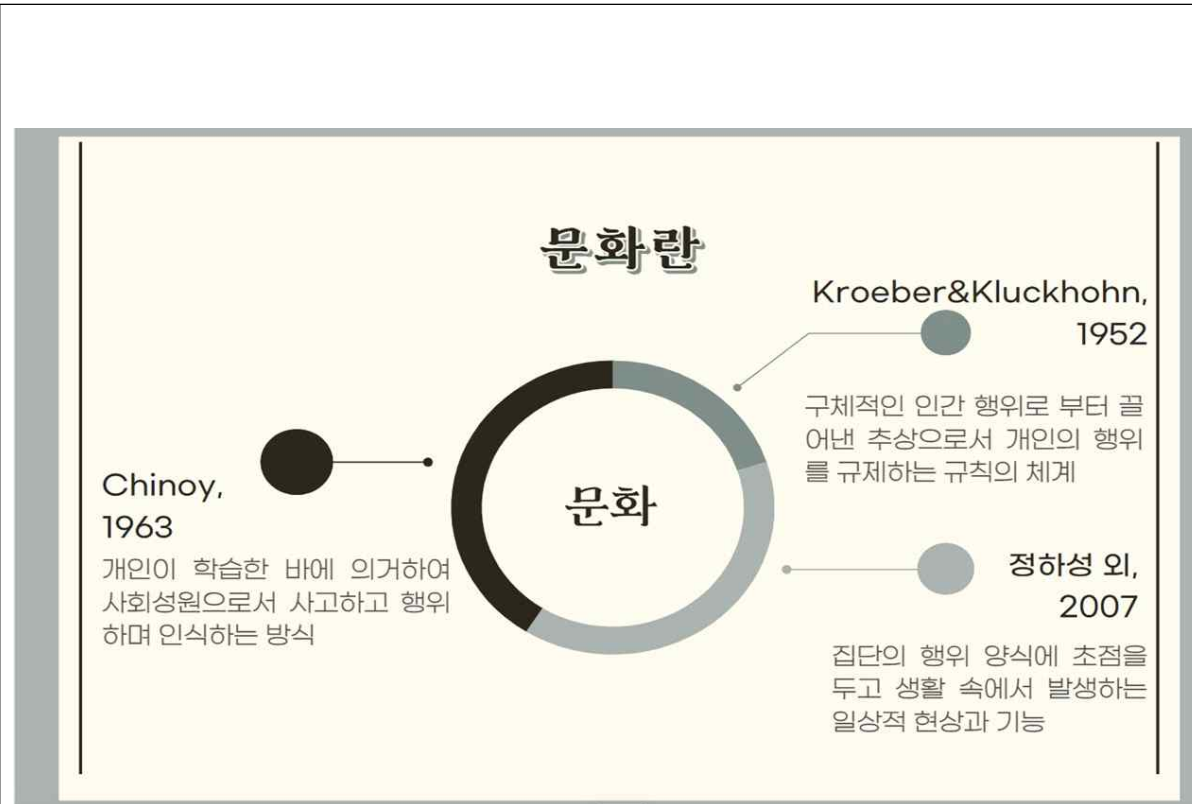 문화란
Kroeber&Kluckhohn,
1952
구체적인 인간 행위로 부터 끌
어낸 추상으로서 개인의 행위
를 규제하는 규칙의 체계
문화
Chinoy,
1963
개인이 학습한 바에 의거하여
사회성원으로서 사고하고 행위
하며 인식하는 방식
정하성 외,
2007
집단의 행위 양식에 초점을
두고 생활 속에서 발생하는
일상적 현상과 기능